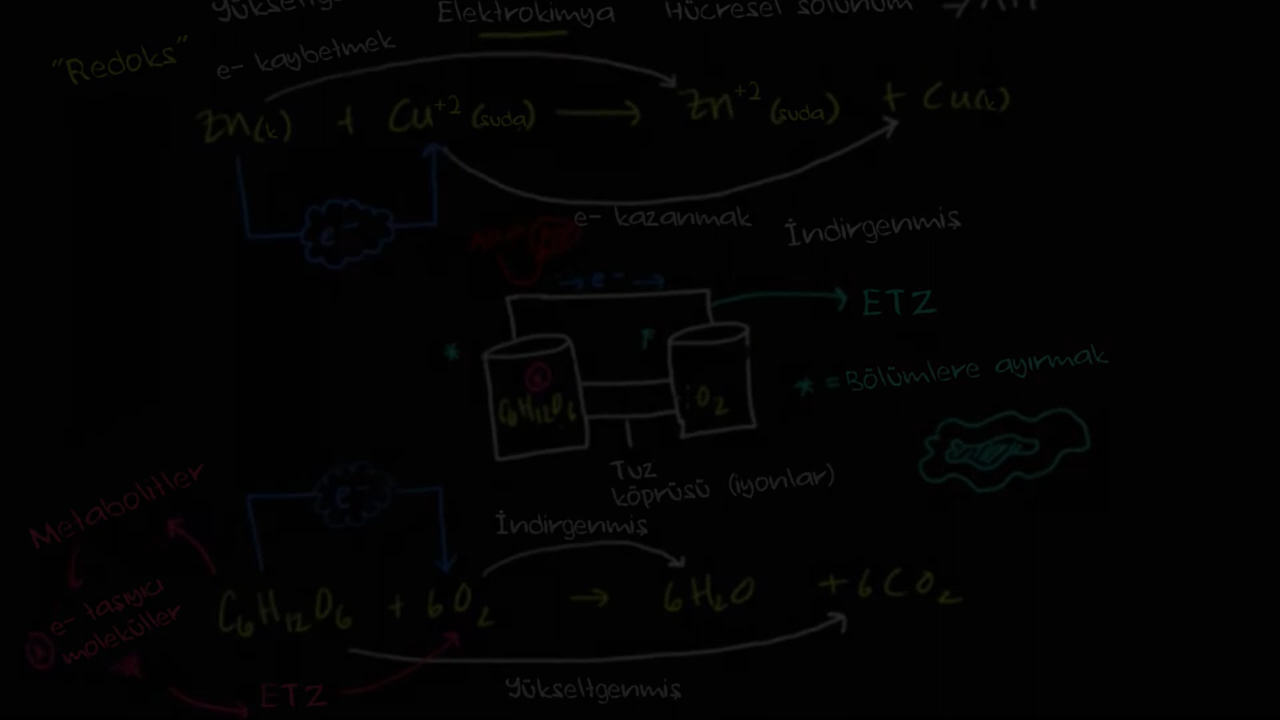 Elektrokimya Hücresel solunum
"Redoks" e- kaybetmek
Zn(k) + Cu+2 (suda) → Zn+2 (suda) + Cu(k)
e-
e- kazanmak İndirgenmiş
→ e- →
ETZ
* = Bölümlere ayırmak
*
C6H12O6
O2
Tuz
köprüsü (iyonlar)
Metabolitler
e-
İndirgenmiş
e- taşıyıcı
moleküller
C6H12O6 + 6O2 → 6H2O + 6CO2
ETZ
Yükseltgenmiş